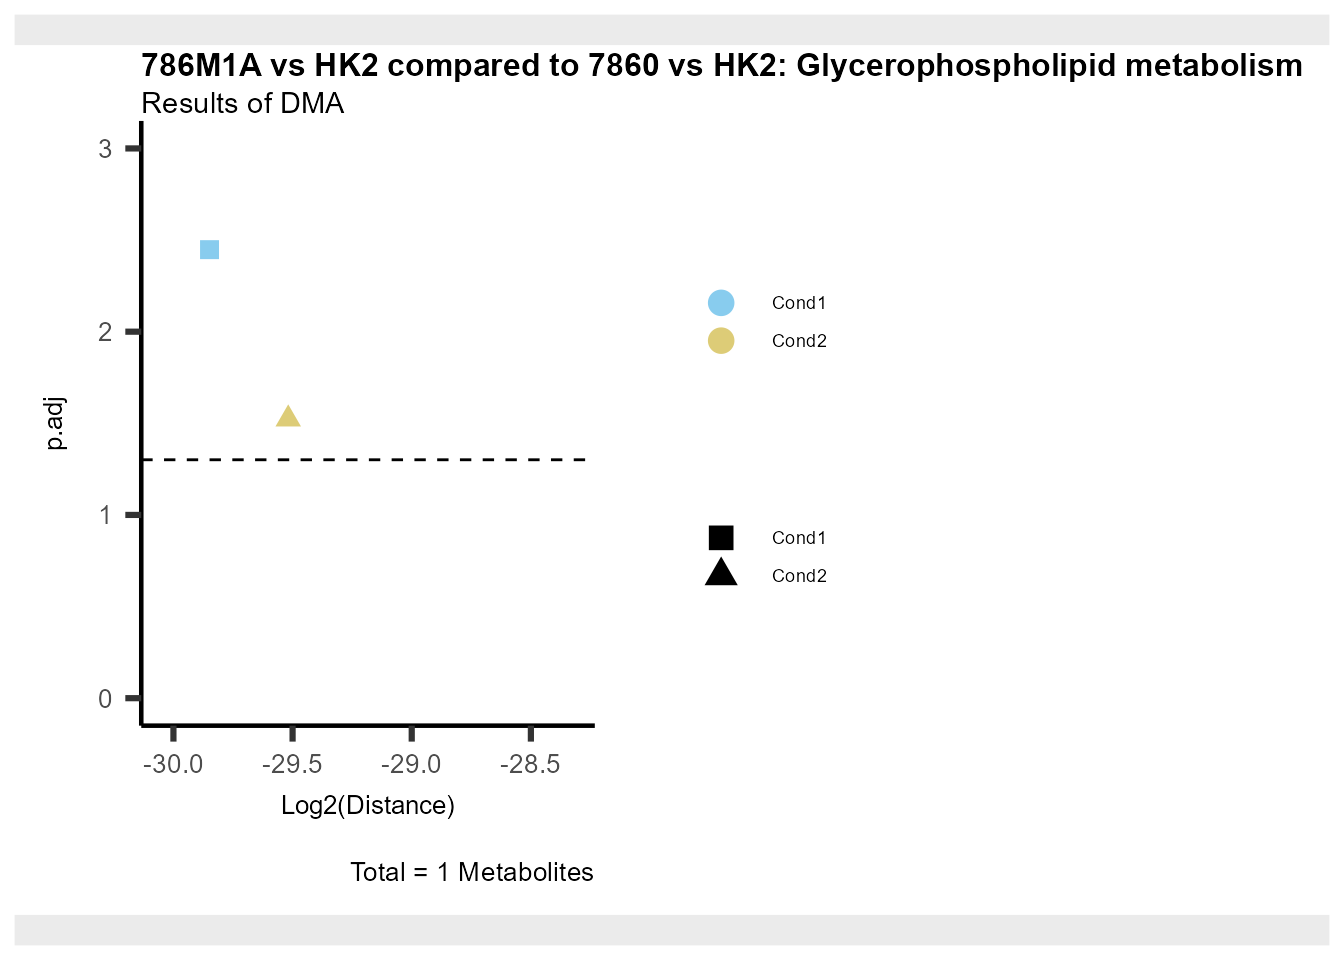 786M1A vs HK2 compared to 7860 vs HK2: Glycerophospholipid metabolism
Results of DMA
3
2
1
0
p.adj
-30.0 -29.5 -29.0 -28.5
Log2(Distance)
Total = 1 Metabolites
Cond1
Cond2
Cond1
Cond2